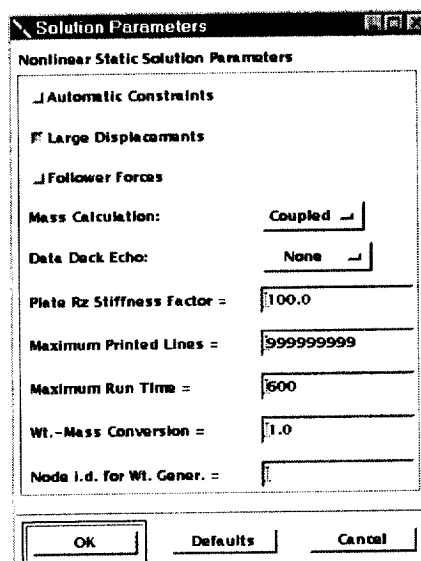 Solution Parameters
Nonlinear Static Solution Parameters
Automatic Constraints
Large Displacements
Follower Forces
Mass Calculation: Coupled
Data Deck Echo: None
Plate Rz Stiffness Factor = 100.0
Maximum Printed Lines = 999999999
Maximum Run Time = 600
Wt.-Mass Conversion = 1.0
Node i.d. for Wt. Gener. =
OK Defaults Cancel